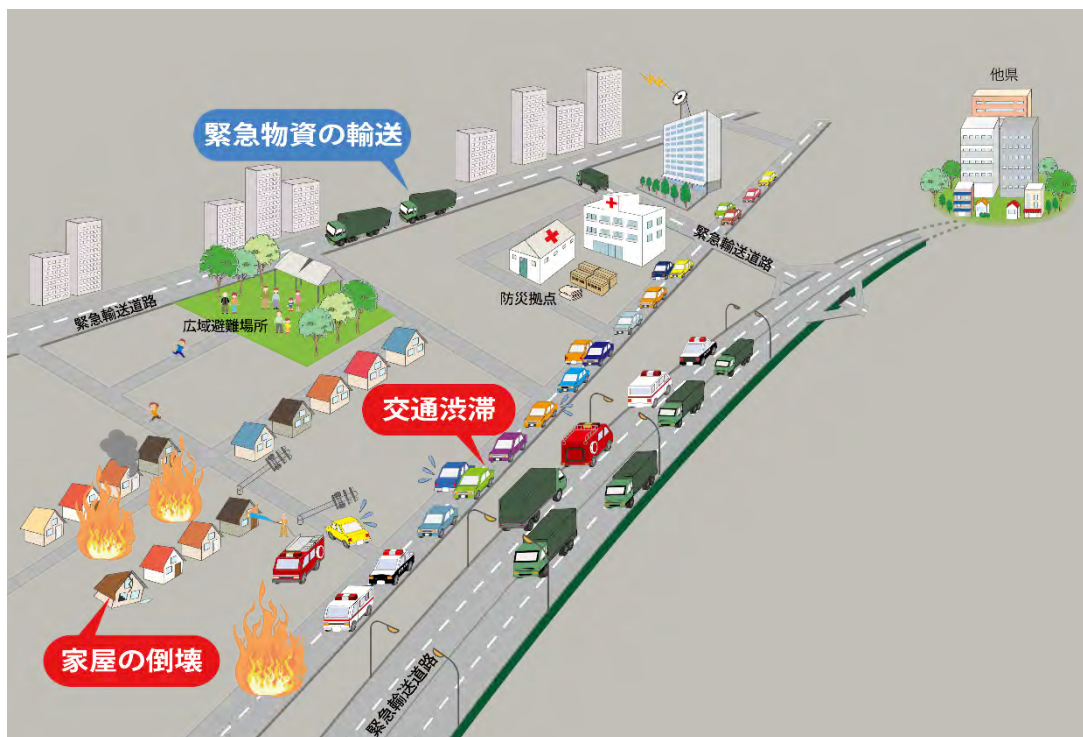 他県
緊急物資の輸送
緊急輸送道路
防災拠点
緊急輸送道路
広域避難場所
交通渋滞
家屋の倒壊
緊急輸送道路